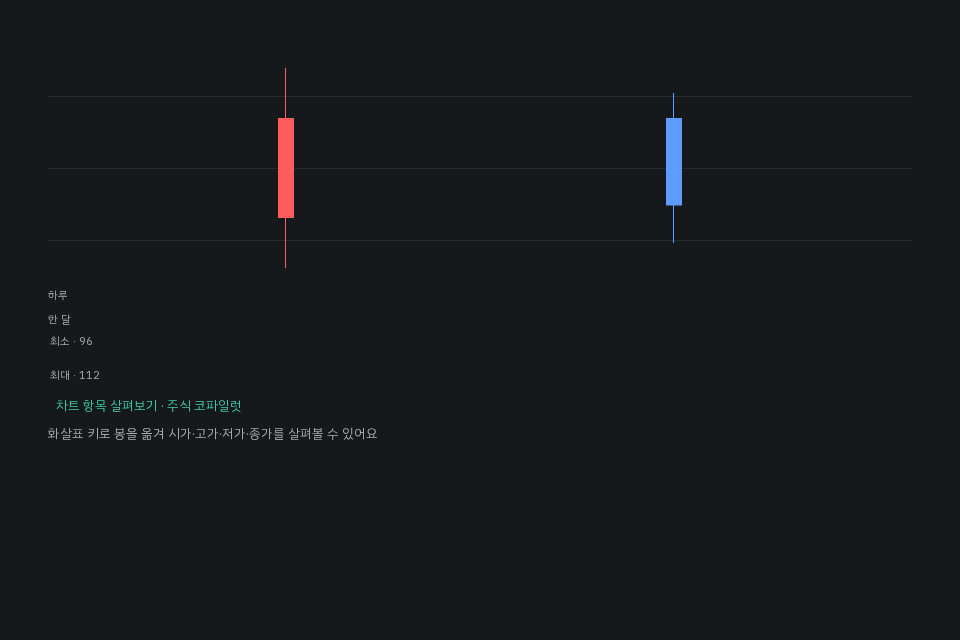 하루
한 달
최소 · 96
최대 · 112
차트 항목 살펴보기 · 주식 코파일럿
화살표 키로 봉을 옮겨 시가·고가·저가·종가를 살펴볼 수 있어요